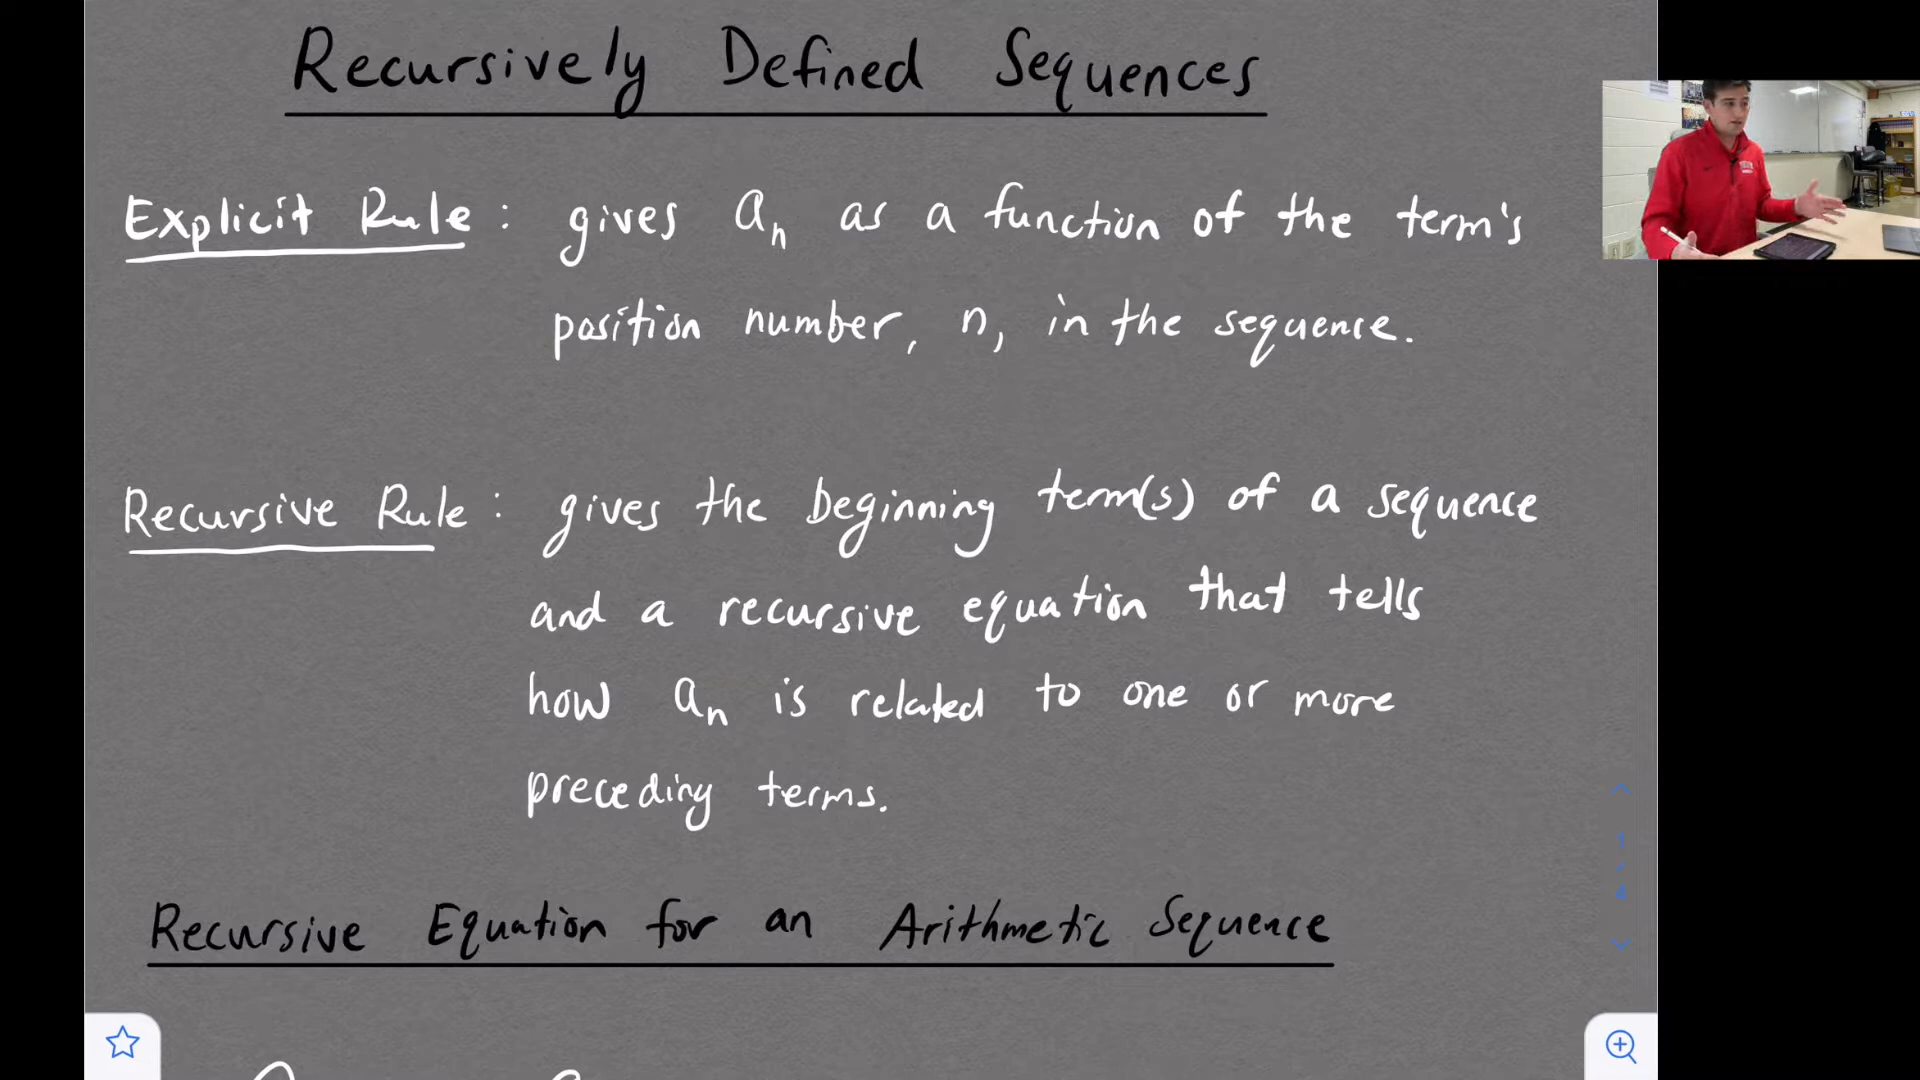 Recursively Defined Sequences
Explicit Rule: gives aₙ as a function of the term's
position number, n, in the sequence.
Recursive Rule: gives the beginning term(s) of a sequence
and a recursive equation that tells
how aₙ is related to one or more
preceding terms.
Recursive Equation for an Arithmetic Sequence